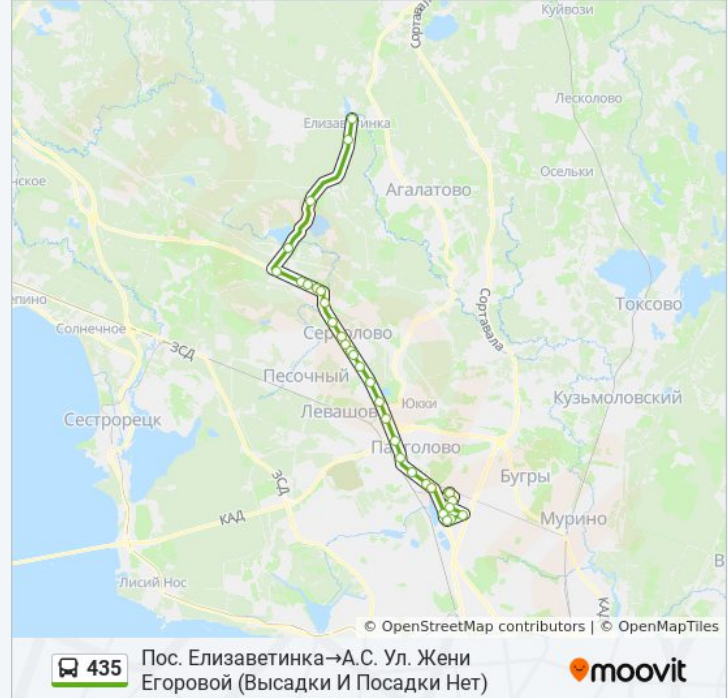 Куйвози
Сортавала
Лесколово
Елизаветинка
Осельки
нское
Агалатово
Сортавала
Токсово
епино
Солнечное
ЗСД
Сертолово
Песочный
Юкки
Кузьмоловский
Левашово
Сестрорецк
Парголово
ЗСД
Бугры
КАД
Мурино
В
Лисий Нос
КАД
© OpenStreetMap contributors | © OpenMapTiles
435
Пос. Елизаветинка→А.С. Ул. Жени
Егоровой (Высадки И Посадки Нет)
moovit